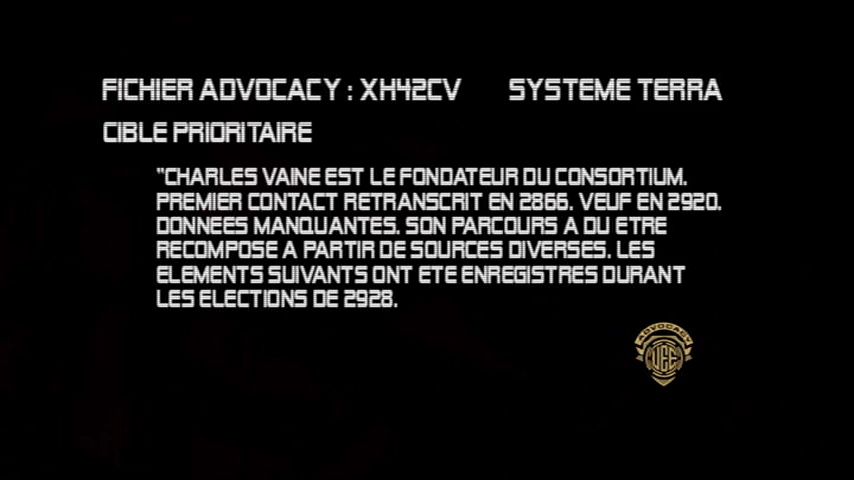 FICHIER ADVOCACY : XH42CV SYSTEME TERRA
CIBLE PRIORITAIRE
"CHARLES VAINE EST LE FONDATEUR DU CONSORTIUM.
PREMIER CONTACT RETRANSCRIT EN 2866. VEUF EN 2920.
DONNEES MANQUANTES. SON PARCOURS A DU ETRE
RECOMPOSE A PARTIR DE SOURCES DIVERSES. LES
ELEMENTS SUIVANTS ONT ETE ENREGISTRES DURANT
LES ELECTIONS DE 2928.
ADVOCACY
UEE